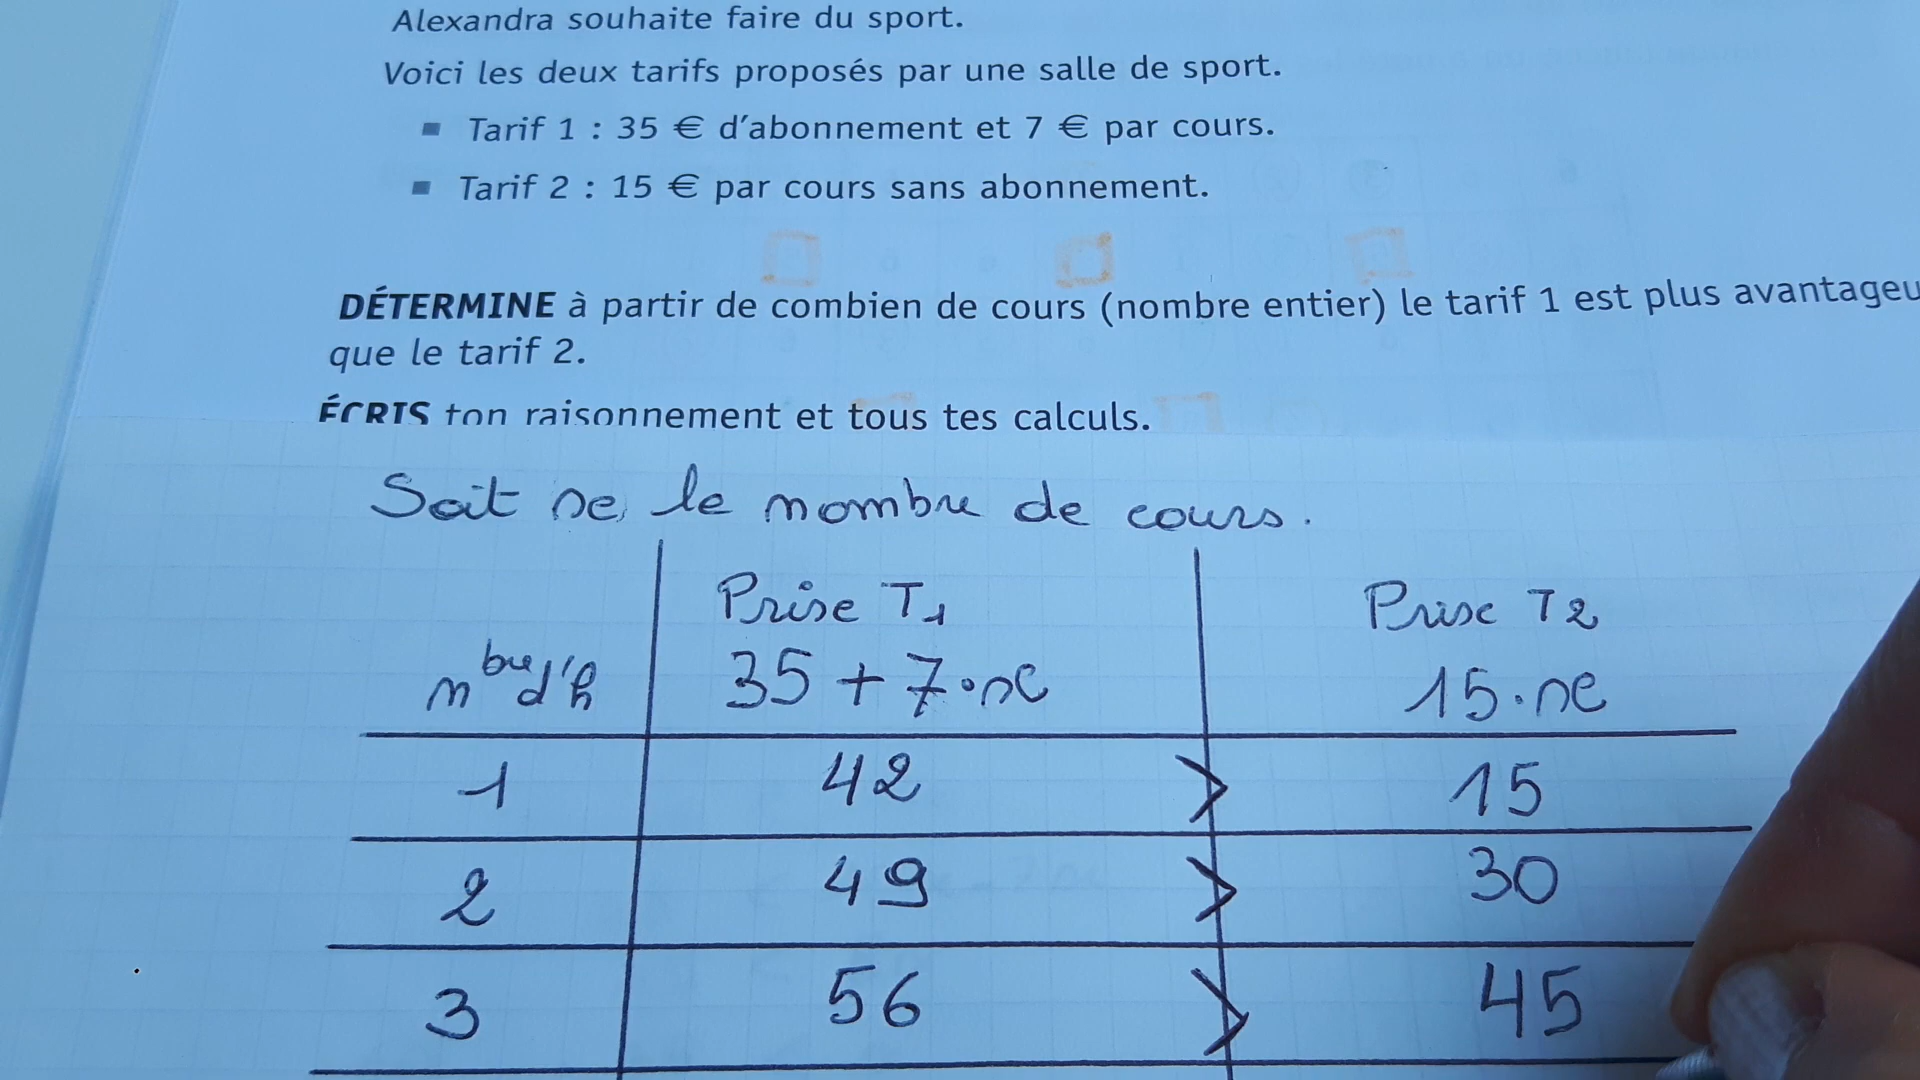 Alexandra souhaite faire du sport.
Voici les deux tarifs proposés par une salle de sport.
▪ Tarif 1 : 35 € d'abonnement et 7 € par cours.
▪ Tarif 2 : 15 € par cours sans abonnement.
DÉTERMINE à partir de combien de cours (nombre entier) le tarif 1 est plus avantageu
que le tarif 2.
ÉCRIS ton raisonnement et tous tes calculs.
Soit x le nombre de cours.
Prix T1 Prix T2
nbre d'h 35 + 7·x 15·x
1 42 > 15
2 49 > 30
3 56 > 45